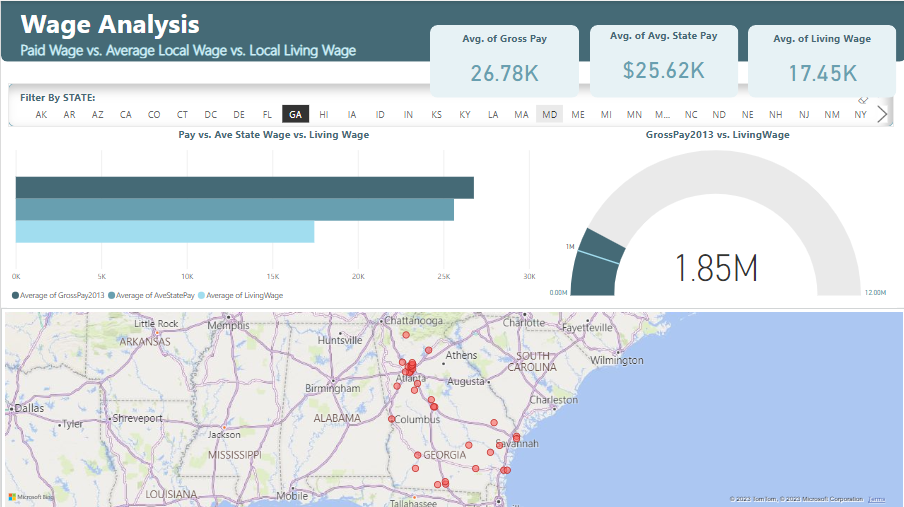 Wage Analysis
Paid Wage vs. Average Local Wage vs. Local Living Wage
Avg. of Gross Pay
26.78K
Avg. of Avg. State Pay
$25.62K
Avg. of Living Wage
17.45K
Filter By STATE:
AK AR AZ CA CO CT DC DE FL GA HI IA ID IN KS KY LA MA MD ME MI MN M... NC ND NE NH NJ NM NY
Pay vs. Ave State Wage vs. Living Wage
0K 5K 10K 15K 20K 25K 30K
Average of GrossPay2013 Average of AveStatePay Average of LivingWage
GrossPay2013 vs. LivingWage
1M
1.85M
0.00M 12.00M
Little Rock
ARKANSAS
Memphis
Chattanooga
Charlotte
Fayetteville
Huntsville
Athens
SOUTH
CAROLINA
Wilmington
Atlanta
Birmingham
Augusta
Dallas
Tyler
Shreveport
Charleston
ALABAMA
Columbus
Jackson
MISSISSIPPI
Savannah
GEORGIA
LOUISIANA
Mobile
Tallahassee
Microsoft Bing
© 2023 TomTom, © 2023 Microsoft Corporation Terms